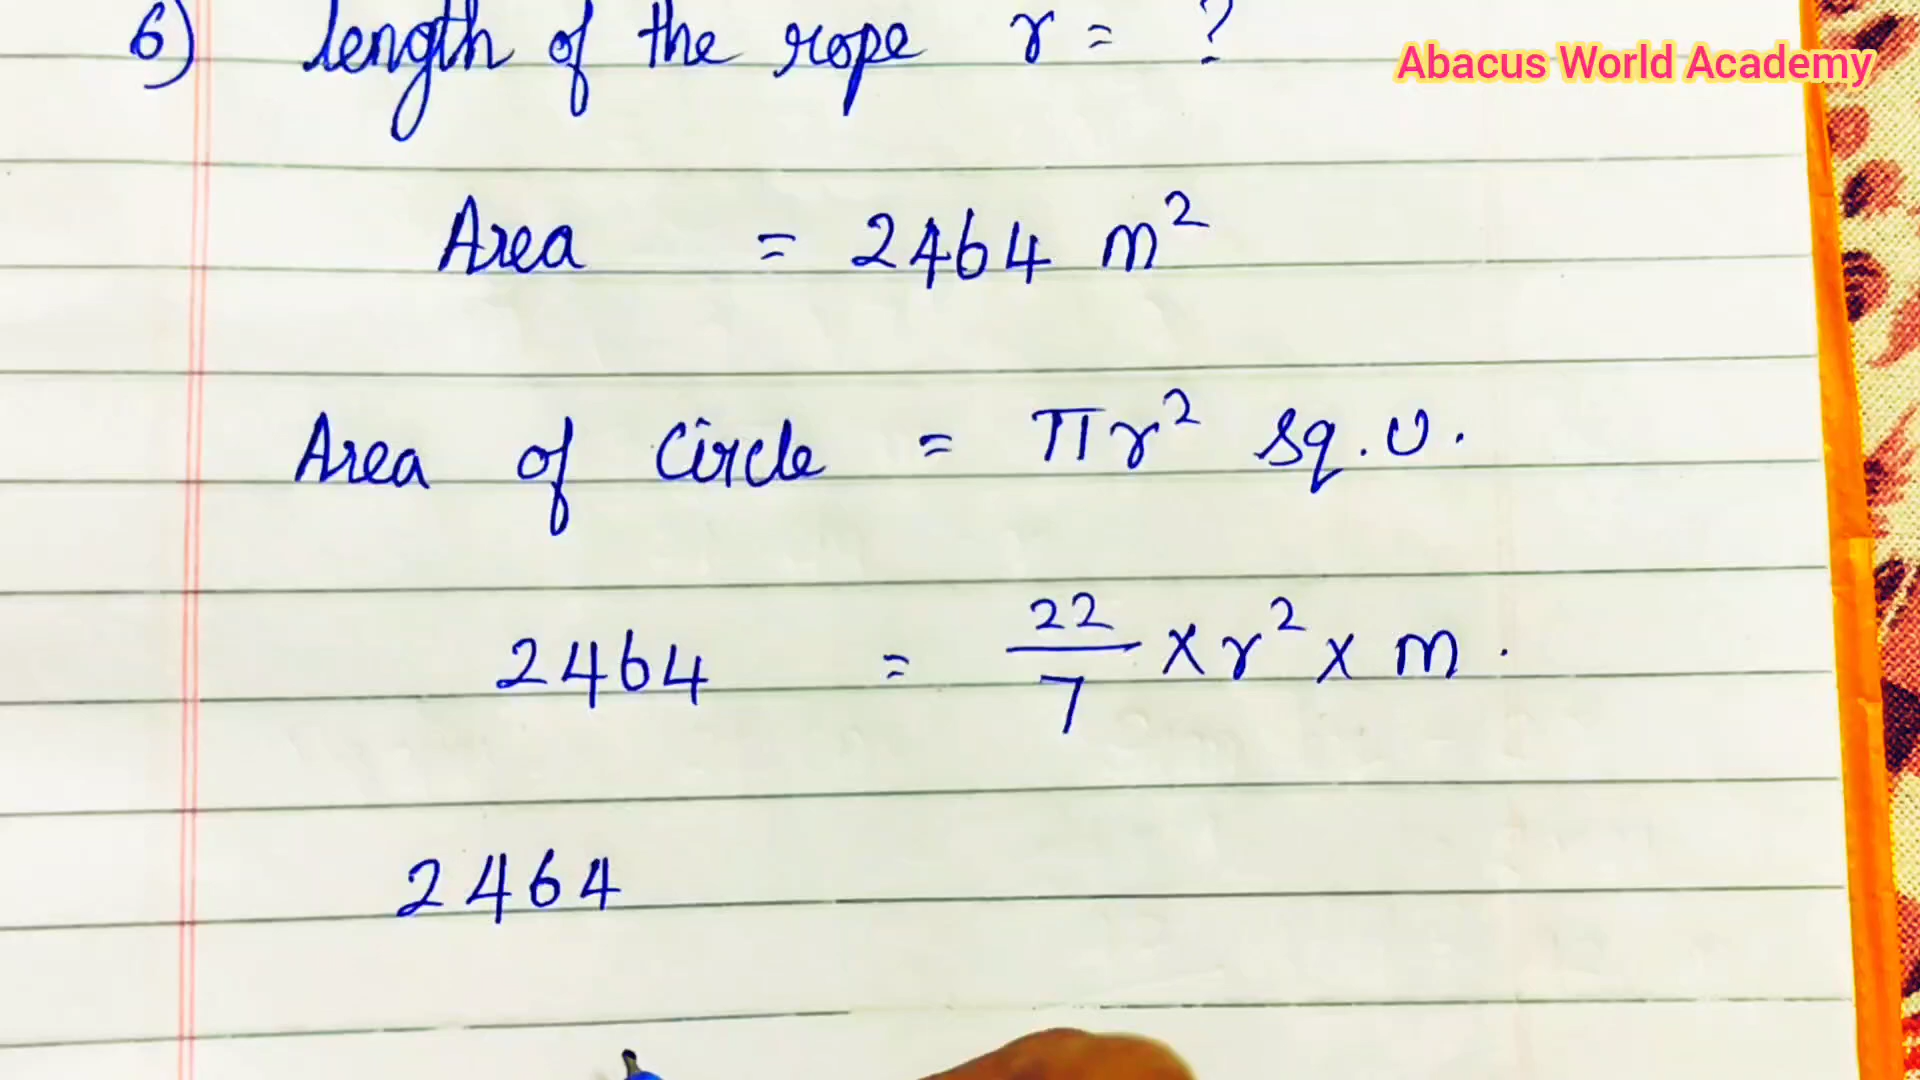 6) length of the rope r = ?
Abacus World Academy
Area = 2464 m²
Area of Circle = πr² sq.u.
2464 = 22/7 × r² × m.
2464